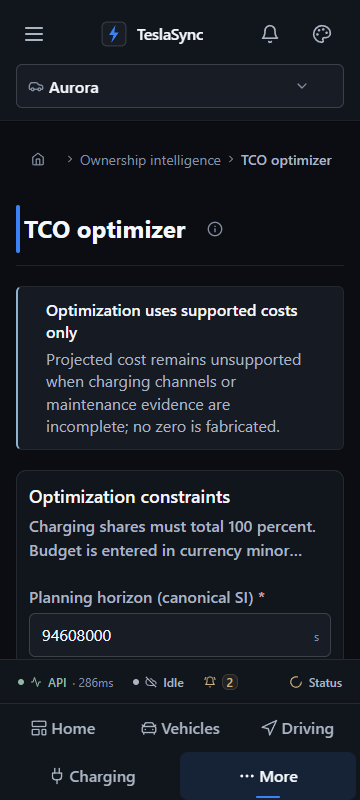 TeslaSync
Aurora
Ownership intelligence > TCO optimizer
TCO optimizer
Optimization uses supported costs
only
Projected cost remains unsupported
when charging channels or
maintenance evidence are
incomplete; no zero is fabricated.
Optimization constraints
Charging shares must total 100 percent.
Budget is entered in currency minor...
Planning horizon (canonical SI) *
94608000 s
API · 286ms Idle 2 Status
Home Vehicles Driving
Charging More